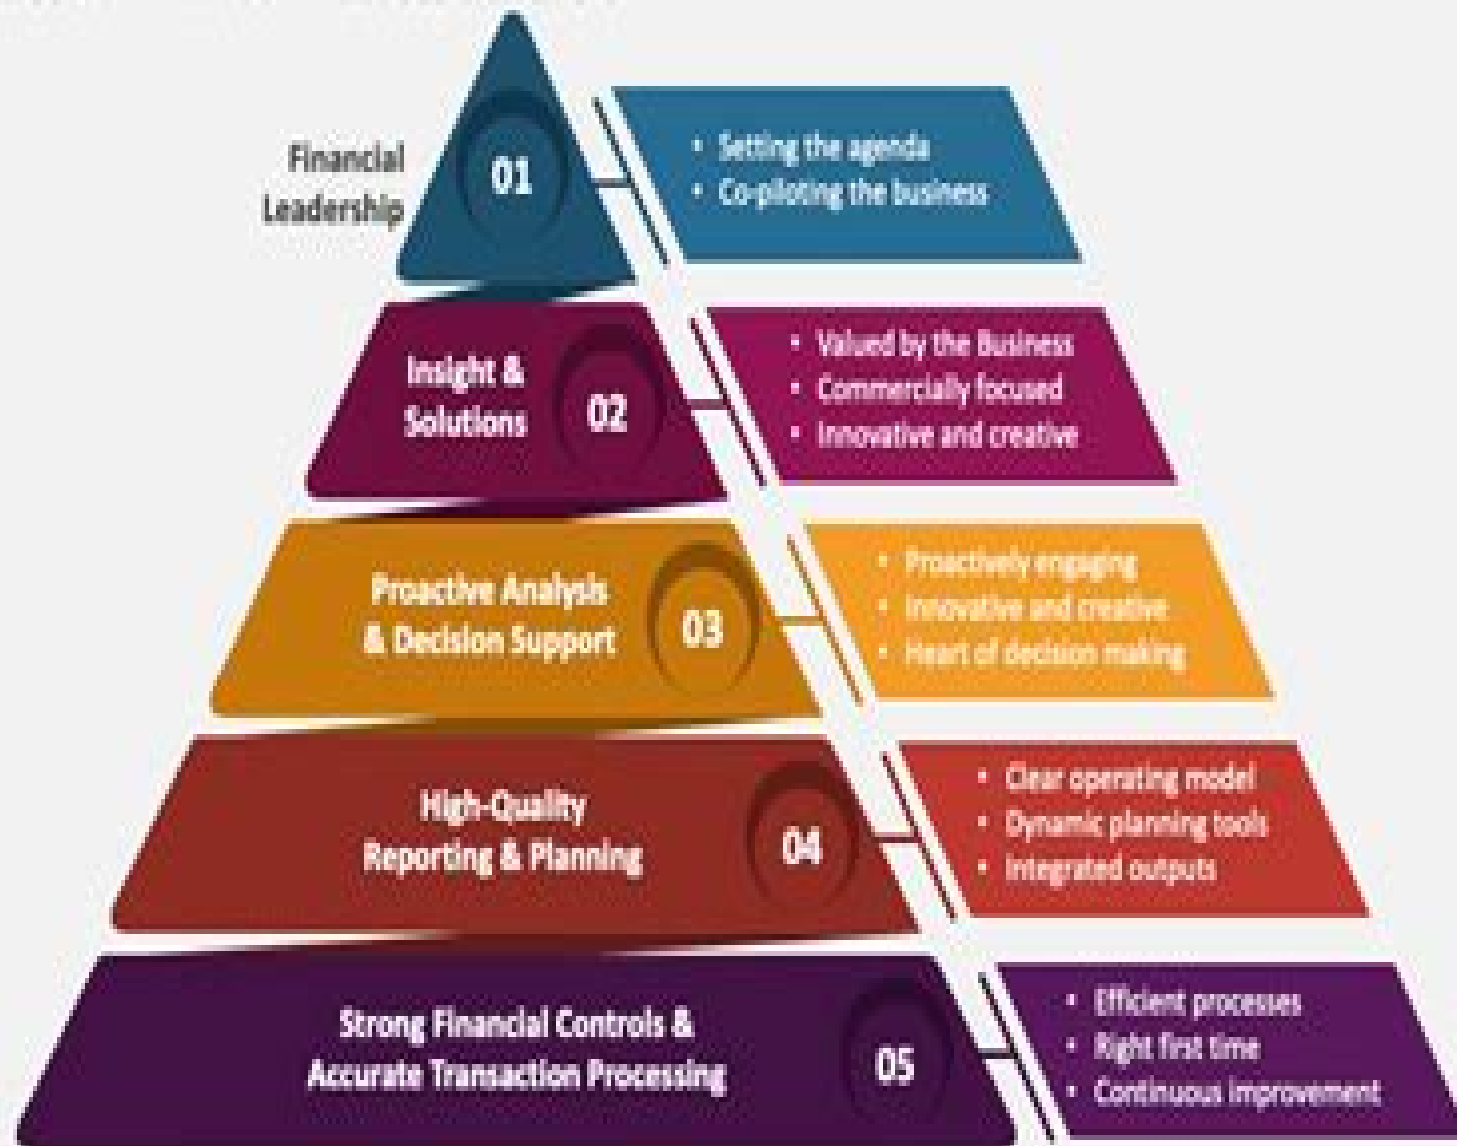 Financial
Leadership
01
• Setting the agenda
• Co-piloting the business
Insight &
Solutions
02
• Valued by the Business
• Commercially focused
• Innovative and creative
Proactive Analysis
& Decision Support
03
• Proactively engaging
• Innovative and creative
• Heart of decision making
High-Quality
Reporting & Planning
04
• Clear operating model
• Dynamic planning tools
• Integrated outputs
Strong Financial Controls &
Accurate Transaction Processing
05
• Efficient processes
• Right first time
• Continuous improvement